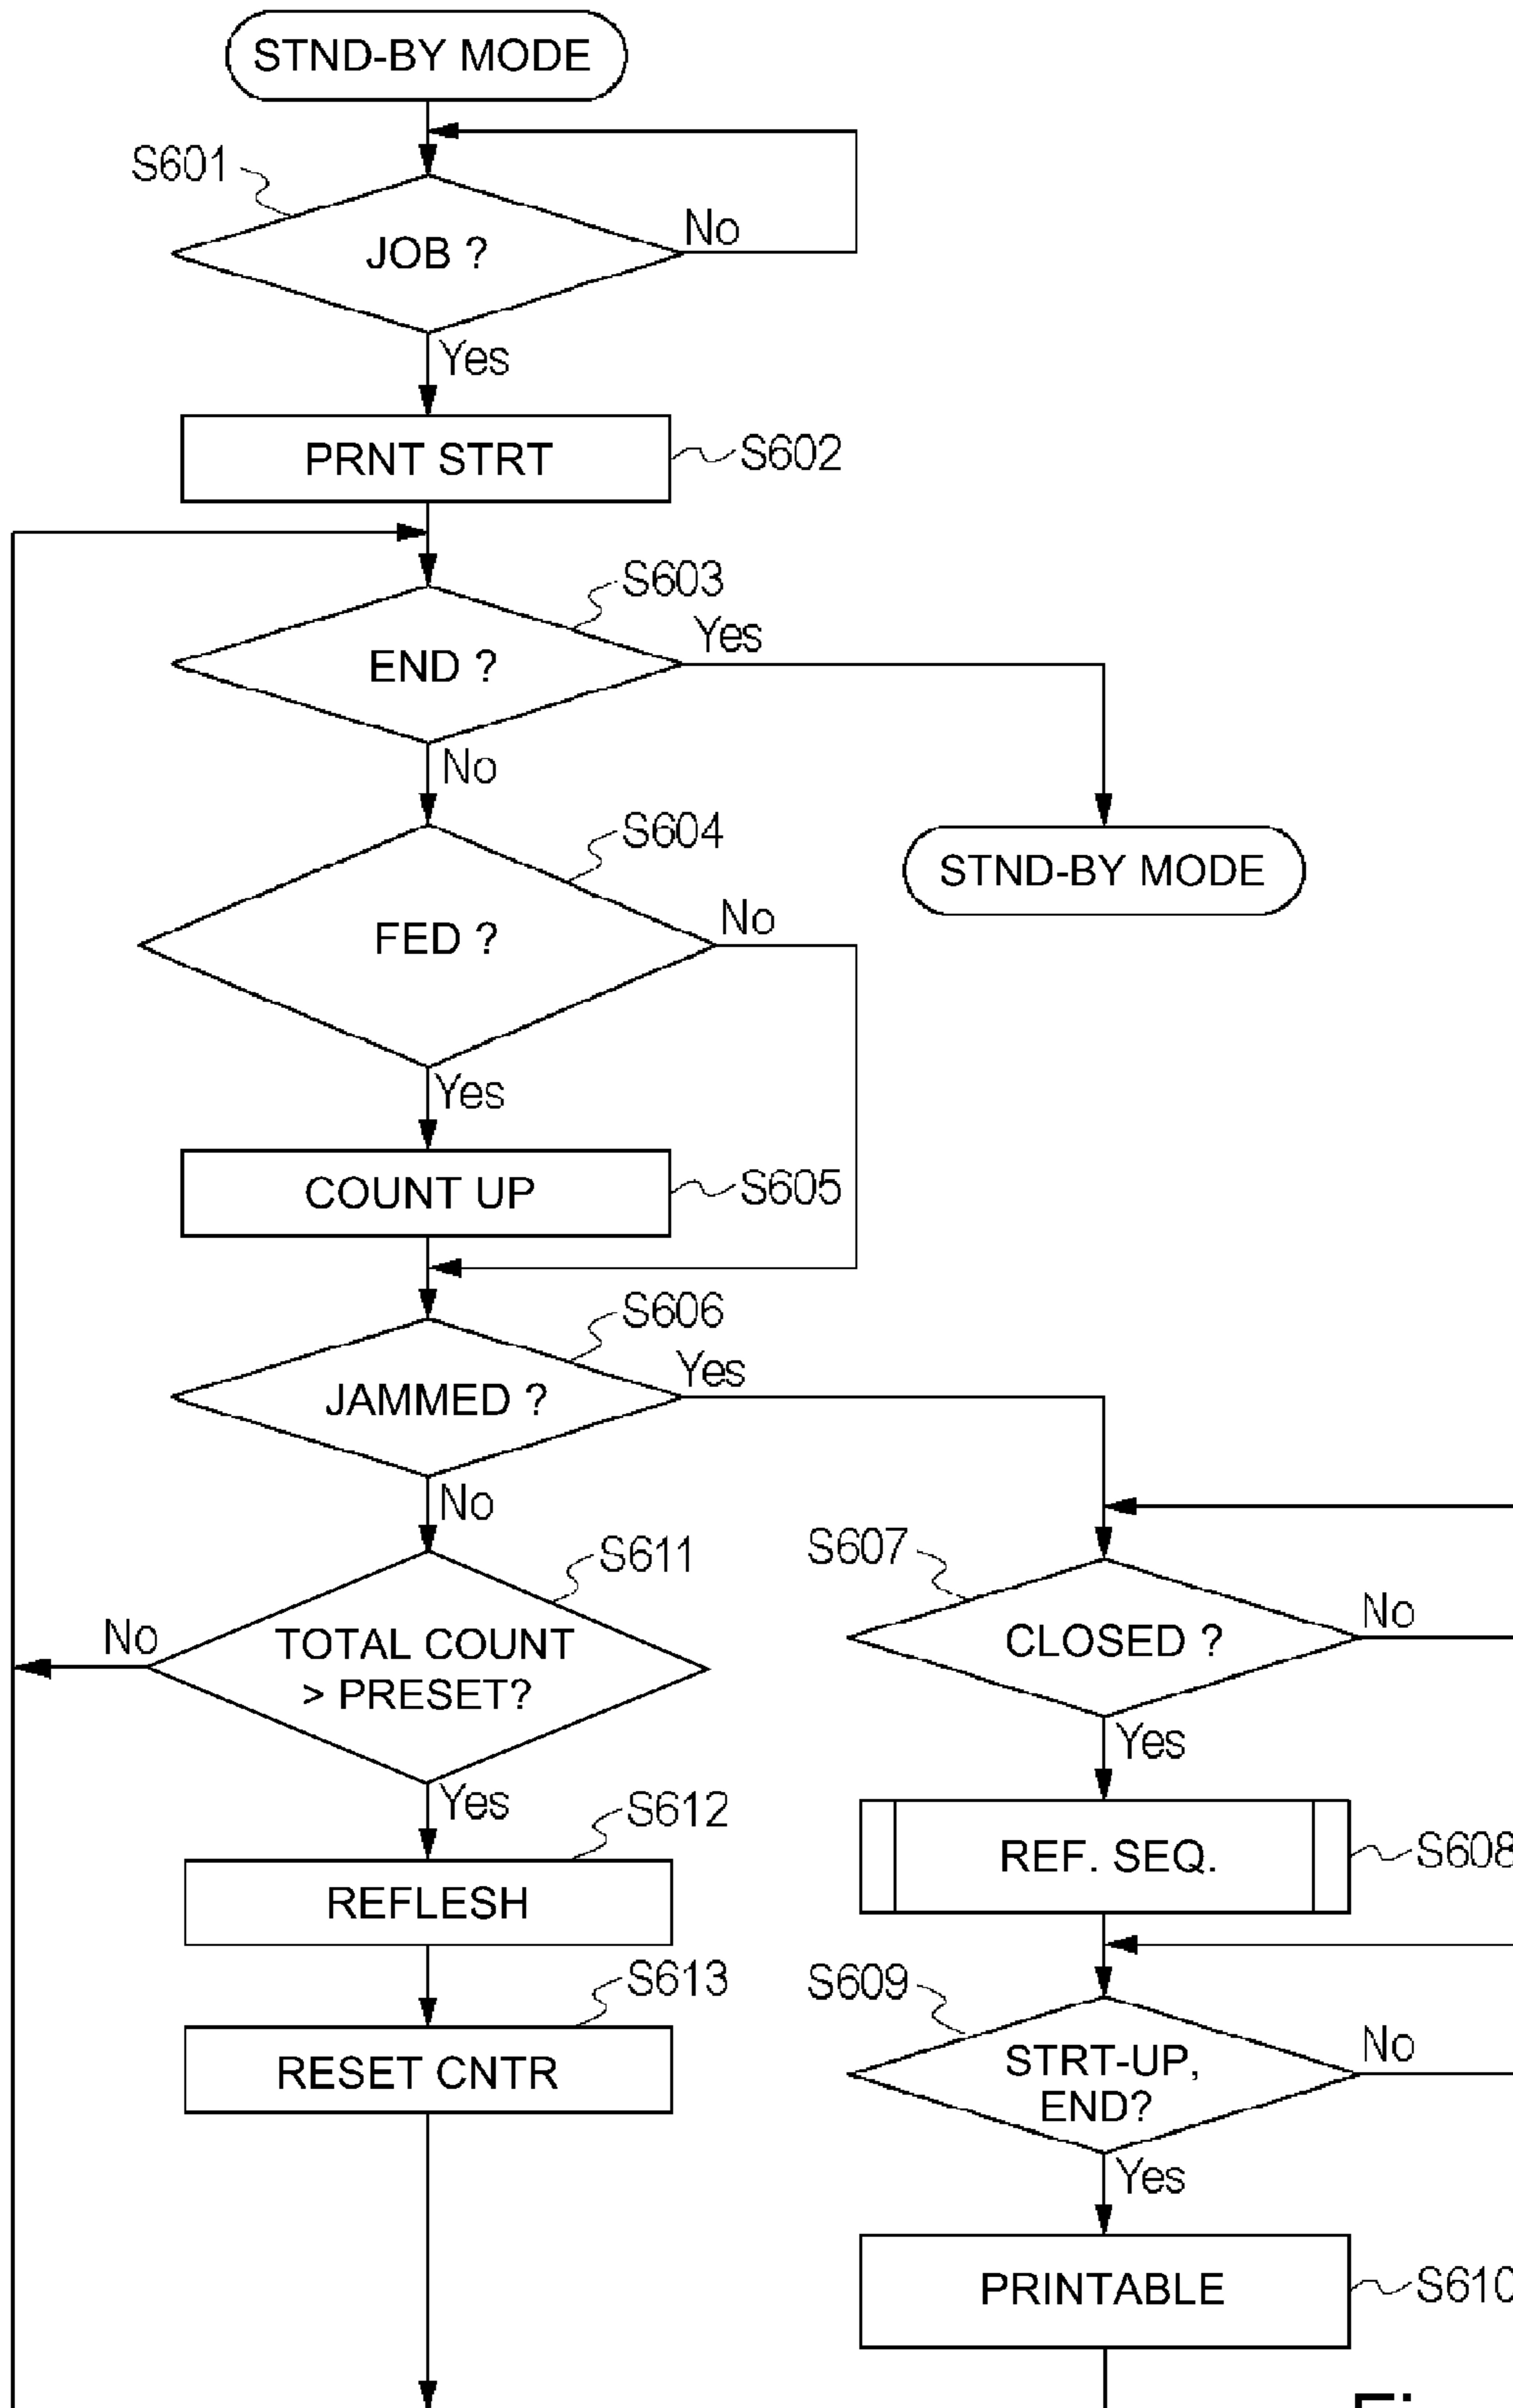 STND-BY MODE
S601
JOB ?
No
Yes
PRNT STRT
S602
S603
END ?
Yes
No
STND-BY MODE
S604
FED ?
No
Yes
COUNT UP
S605
S606
JAMMED ?
Yes
No
S611
TOTAL COUNT
> PRESET?
No
Yes
S607
CLOSED ?
No
Yes
S612
REFLESH
REF. SEQ.
S608
S613
RESET CNTR
S609
STRT-UP,
END?
No
Yes
PRINTABLE
S610